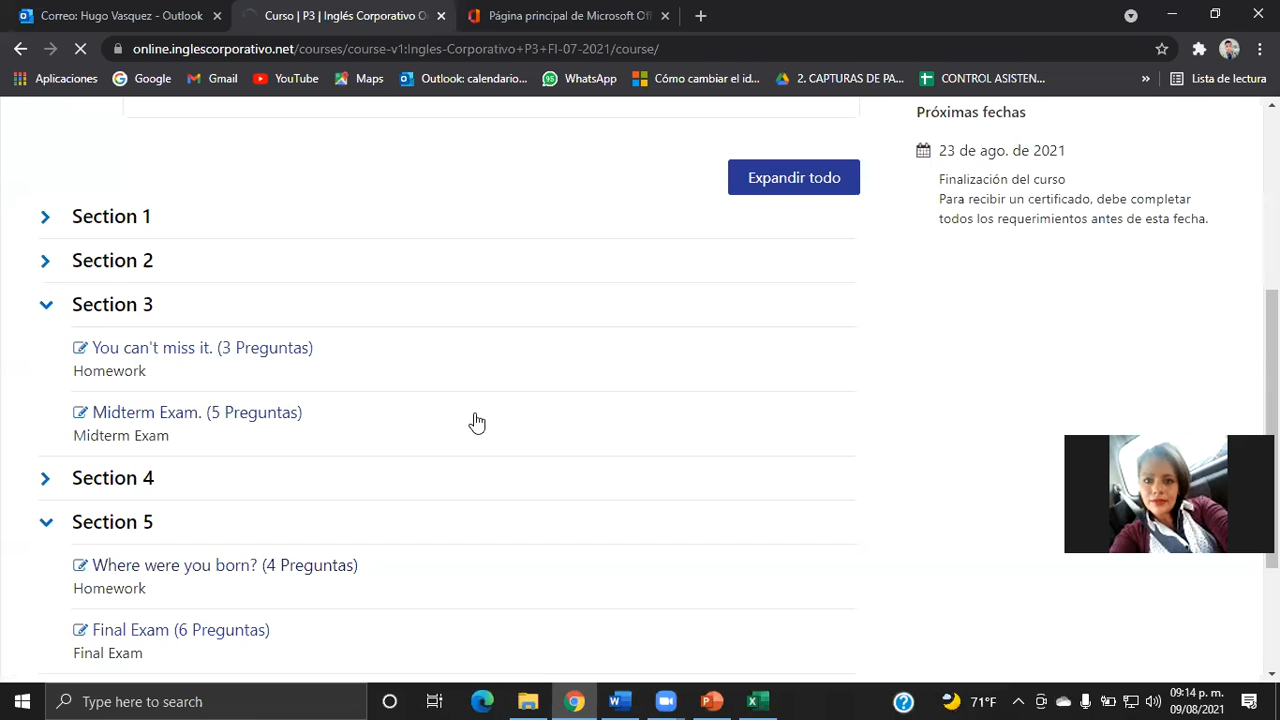 Correo: Hugo Vasquez - Outlook
Curso | P3 | Inglés Corporativo O
Página principal de Microsoft Offi
online.inglescorporativo.net/courses/course-v1:Ingles-Corporativo+P3+FI-07-2021/course/
Aplicaciones
Google
Gmail
YouTube
Maps
Outlook: calendario...
95
WhatsApp
Cómo cambiar el id...
2. CAPTURAS DE PA...
CONTROL ASISTEN...
»
Lista de lectura
Expandir todo
Section 1
Section 2
Section 3
You can't miss it. (3 Preguntas)
Homework
Midterm Exam. (5 Preguntas)
Midterm Exam
Section 4
Section 5
Where were you born? (4 Preguntas)
Homework
Final Exam (6 Preguntas)
Final Exam
Próximas fechas
23 de ago. de 2021
Finalización del curso
Para recibir un certificado, debe completar
todos los requerimientos antes de esta fecha.
Type here to search
71°F
09:14 p. m.
09/08/2021